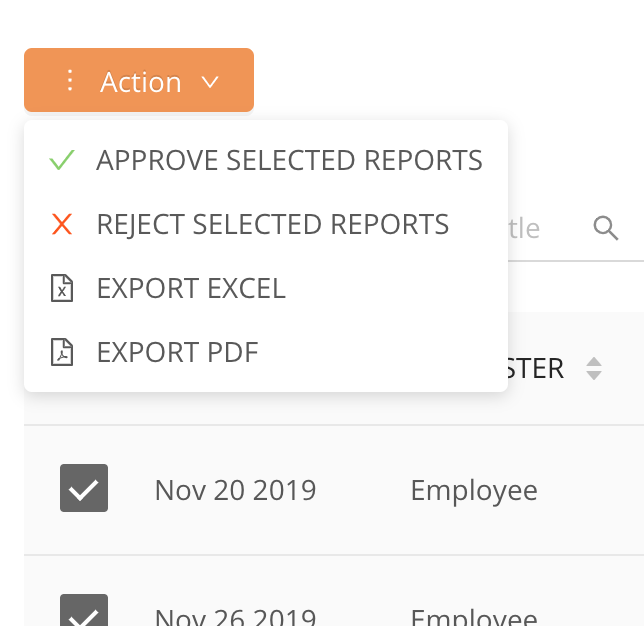 Action
APPROVE SELECTED REPORTS
REJECT SELECTED REPORTS
EXPORT EXCEL
EXPORT PDF
tle
STER
Nov 20 2019 Employee
Nov 26 2019 Employee